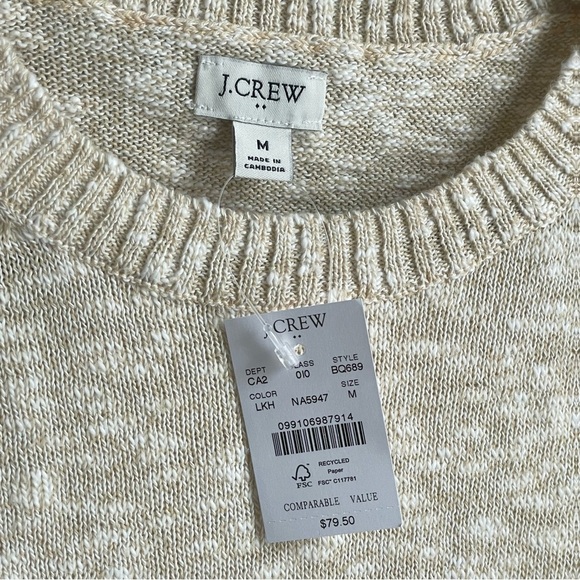 J.CREW
M
MADE IN
CAMBODIA
J.CREW
DEPT CLASS STYLE
CA2 010 BQ689
COLOR SIZE
LKH NA5947 M
099106987914
FSC
RECYCLED
Paper
FSC® C117781
COMPARABLE VALUE
$79.50